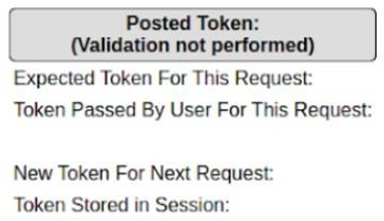 Posted Token:
(Validation not performed)
Expected Token For This Request:
Token Passed By User For This Request:
New Token For Next Request:
Token Stored in Session: